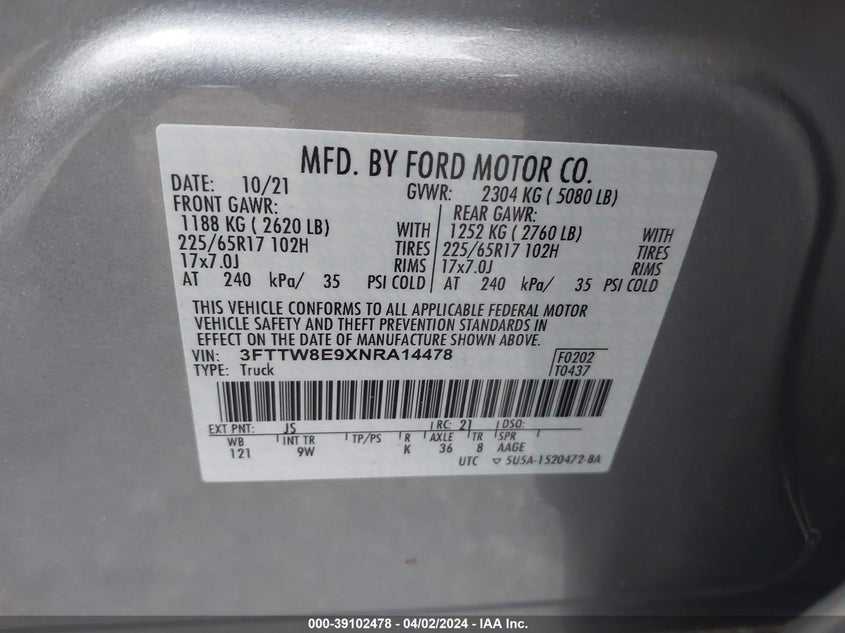 MFD. BY FORD MOTOR CO.
DATE: 10/21 GVWR: 2304 KG ( 5080 LB)
FRONT GAWR: REAR GAWR:
1188 KG ( 2620 LB) WITH 1252 KG ( 2760 LB) WITH
225/65R17 102H TIRES 225/65R17 102H TIRES
17x7.0J RIMS 17x7.0J RIMS
AT 240 kPa/ 35 PSI COLD AT 240 kPa/ 35 PSI COLD
THIS VEHICLE CONFORMS TO ALL APPLICABLE FEDERAL MOTOR
VEHICLE SAFETY AND THEFT PREVENTION STANDARDS IN
EFFECT ON THE DATE OF MANUFACTURE SHOWN ABOVE.
VIN: 3FTTW8E9XNRA14478 F0202
TYPE: Truck T0437
EXT PNT: JS RC: 21 DSO:
WB INT TR TP/PS R AXLE TR SPR
121 9W K 36 8 AAGE
UTC ▽ 5U5A-1520472-BA
000-39102478 - 04/02/2024 - IAA Inc.